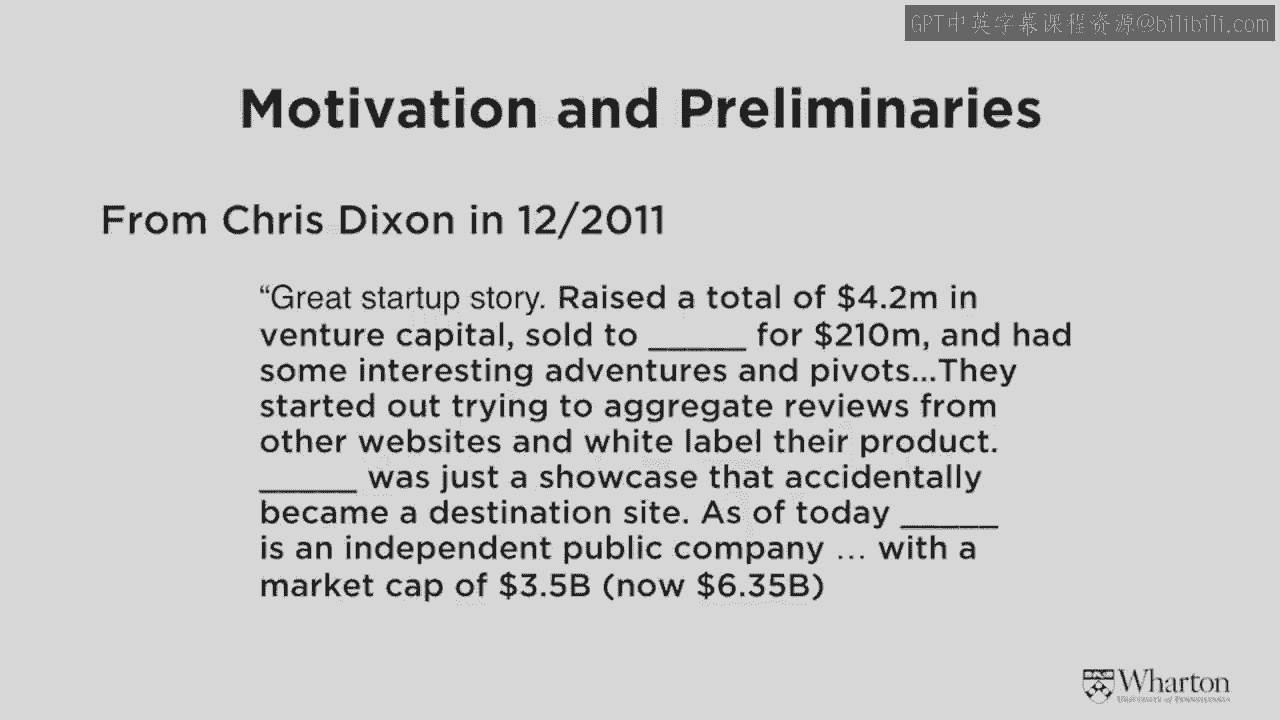 GPT中英字幕课程资源@bilibili.com
Motivation and Preliminaries
From Chris Dixon in 12/2011
“Great startup story. Raised a total of $4.2m in
venture capital, sold to _____ for $210m, and had
some interesting adventures and pivots...They
started out trying to aggregate reviews from
other websites and white label their product.
_____ was just a showcase that accidentally
became a destination site. As of today _____
is an independent public company … with a
market cap of $3.5B (now $6.35B)
Wharton
University of Pennsylvania